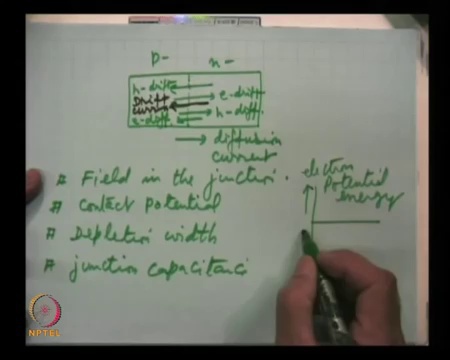 p- n-
h-drift
e-drift
Drift
current
h-diff.
e-diff.
diffusion
current
# Field in the junction.
# Contact potential
# Depletion width
# junction capacitanc
electron
Potential
energy
NPTEL